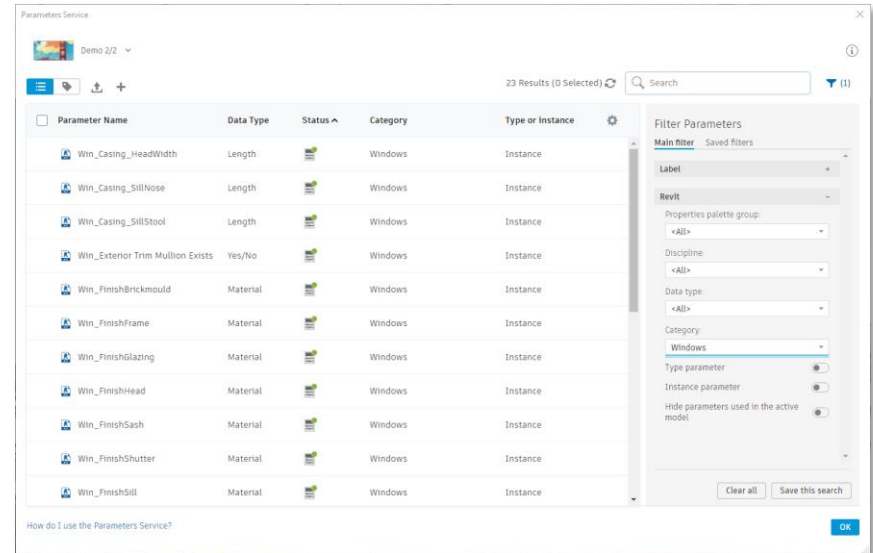 Parameters Service
Demo 2/2
23 Results (0 Selected)
Search
(1)
Parameter Name Data Type Status Category Type or Instance
Win_Casing_HeadWidth Length Windows Instance
Win_Casing_SillNose Length Windows Instance
Win_Casing_SillStool Length Windows Instance
Win_Exterior Trim Mullion Exists Yes/No Windows Instance
Win_FinishBrickmould Material Windows Instance
Win_FinishFrame Material Windows Instance
Win_FinishGlazing Material Windows Instance
Win_FinishHead Material Windows Instance
Win_FinishSash Material Windows Instance
Win_FinishShutter Material Windows Instance
Win_FinishSill Material Windows Instance
Filter Parameters
Main filter Saved filters
Label
Revit
Properties palette group:
<All>
Discipline:
<All>
Data type:
<All>
Category:
Windows
Type parameter
Instance parameter
Hide parameters used in the active
model
Clear all Save this search
How do I use the Parameters Service?
OK